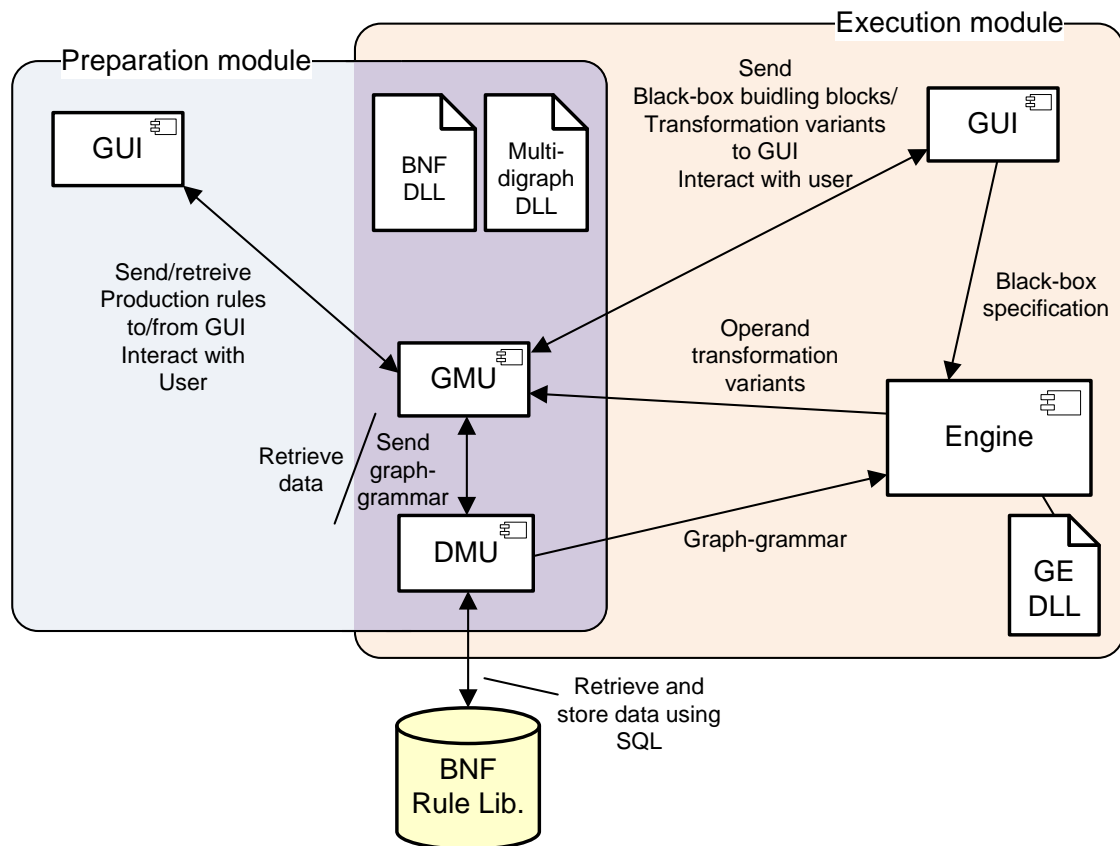 Execution module
Preparation module
GUI
BNF
DLL
Multi-
digraph
DLL
Send
Black-box buidling blocks/
Transformation variants
to GUI
Interact with user
GUI
Send/retreive
Production rules
to/from GUI
Interact with
User
Black-box
specification
Operand
transformation
variants
GMU
Engine
Retrieve
data
Send
graph-
grammar
DMU
Graph-grammar
GE
DLL
Retrieve and
store data using
SQL
BNF
Rule Lib.